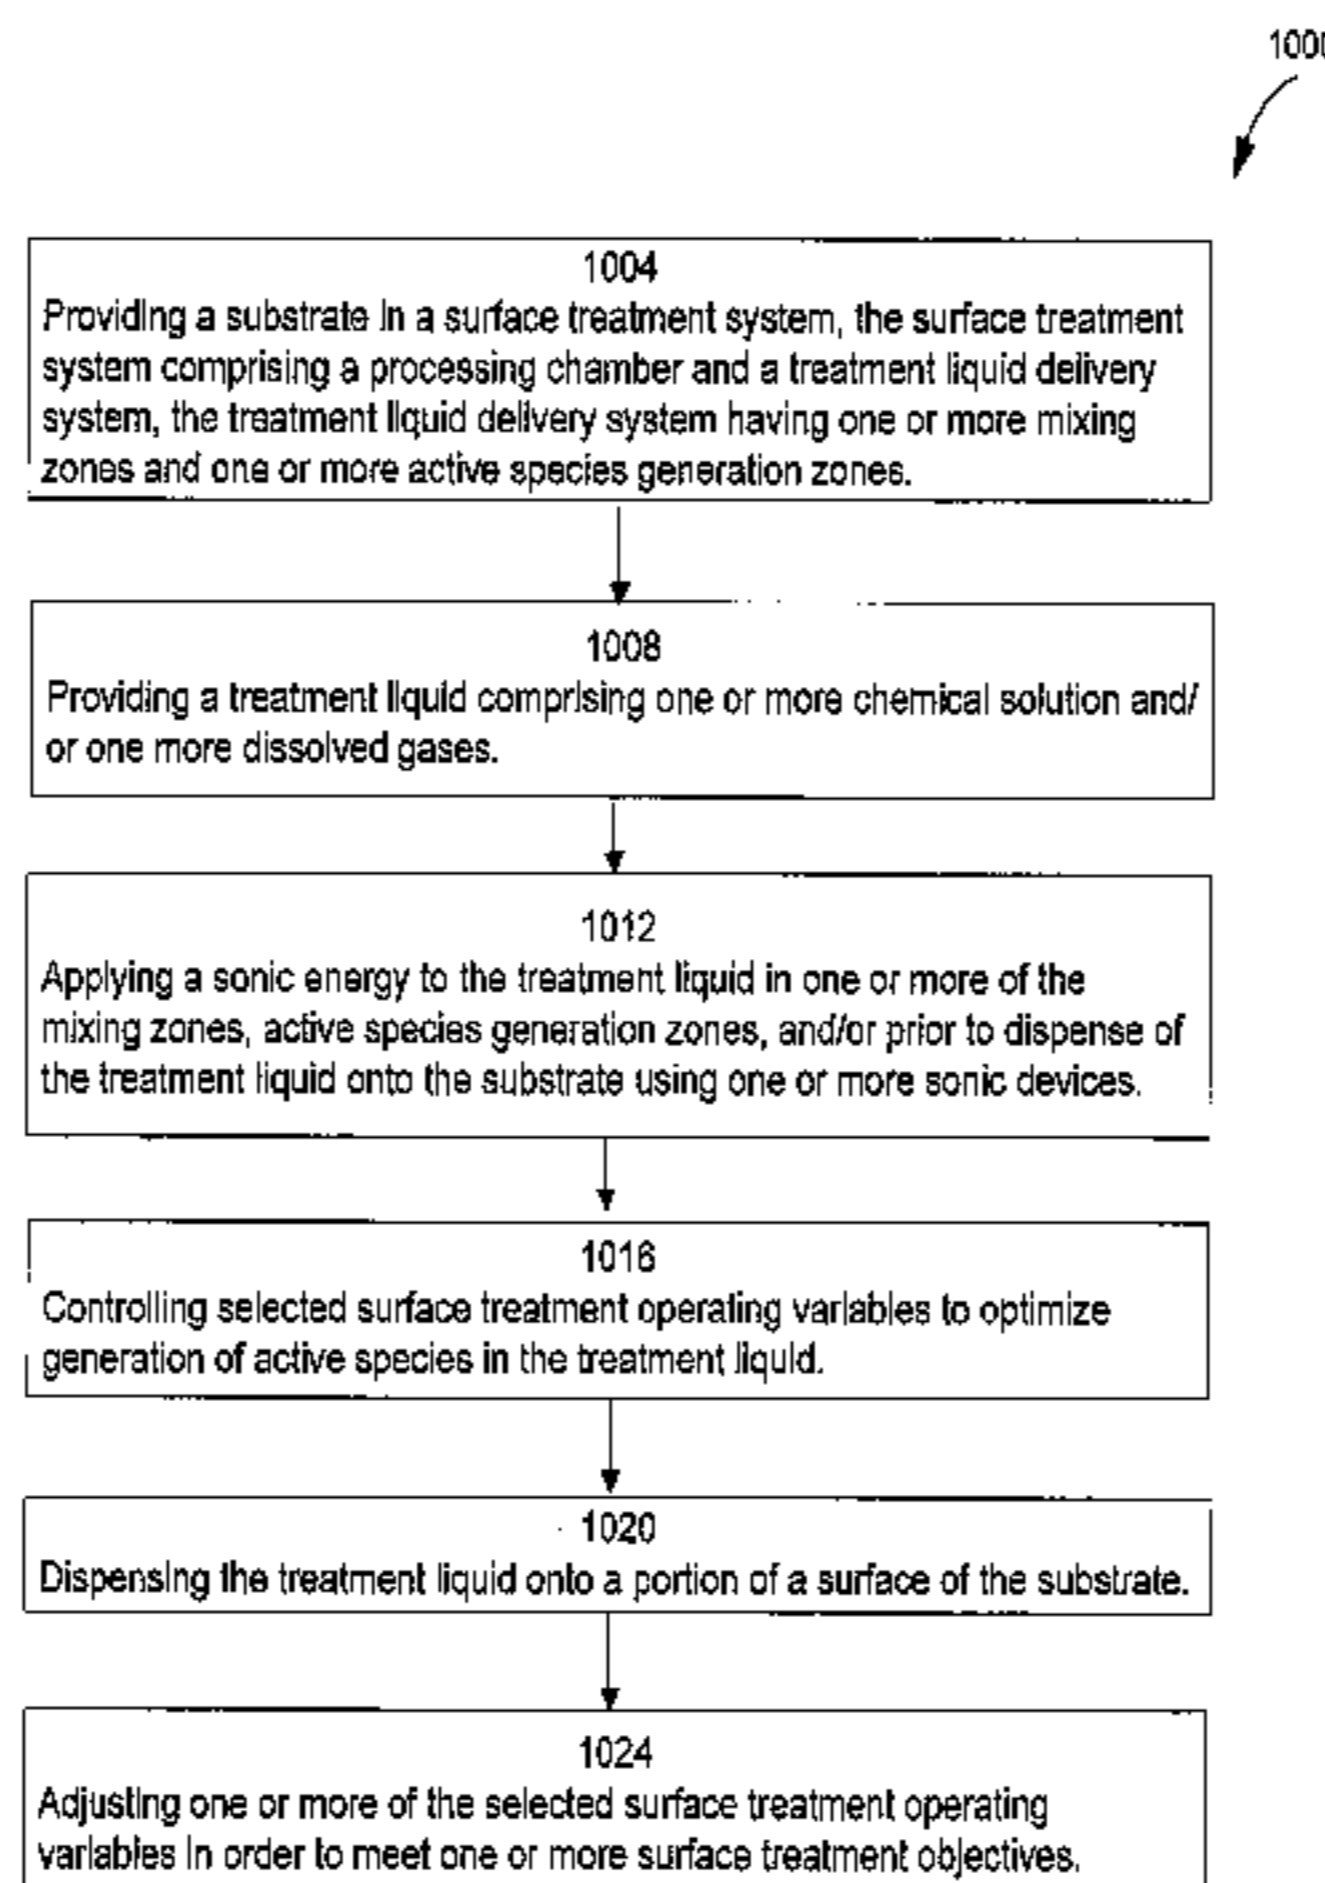 1000
1004
Providing a substrate in a surface treatment system, the surface treatment
system comprising a processing chamber and a treatment liquid delivery
system, the treatment liquid delivery system having one or more mixing
zones and one or more active species generation zones.
1008
Providing a treatment liquid comprising one or more chemical solution and/
or one more dissolved gases.
1012
Applying a sonic energy to the treatment liquid in one or more of the
mixing zones, active species generation zones, and/or prior to dispense of
the treatment liquid onto the substrate using one or more sonic devices.
1016
Controlling selected surface treatment operating variables to optimize
generation of active species in the treatment liquid.
1020
Dispensing the treatment liquid onto a portion of a surface of the substrate.
1024
Adjusting one or more of the selected surface treatment operating
variables in order to meet one or more surface treatment objectives.